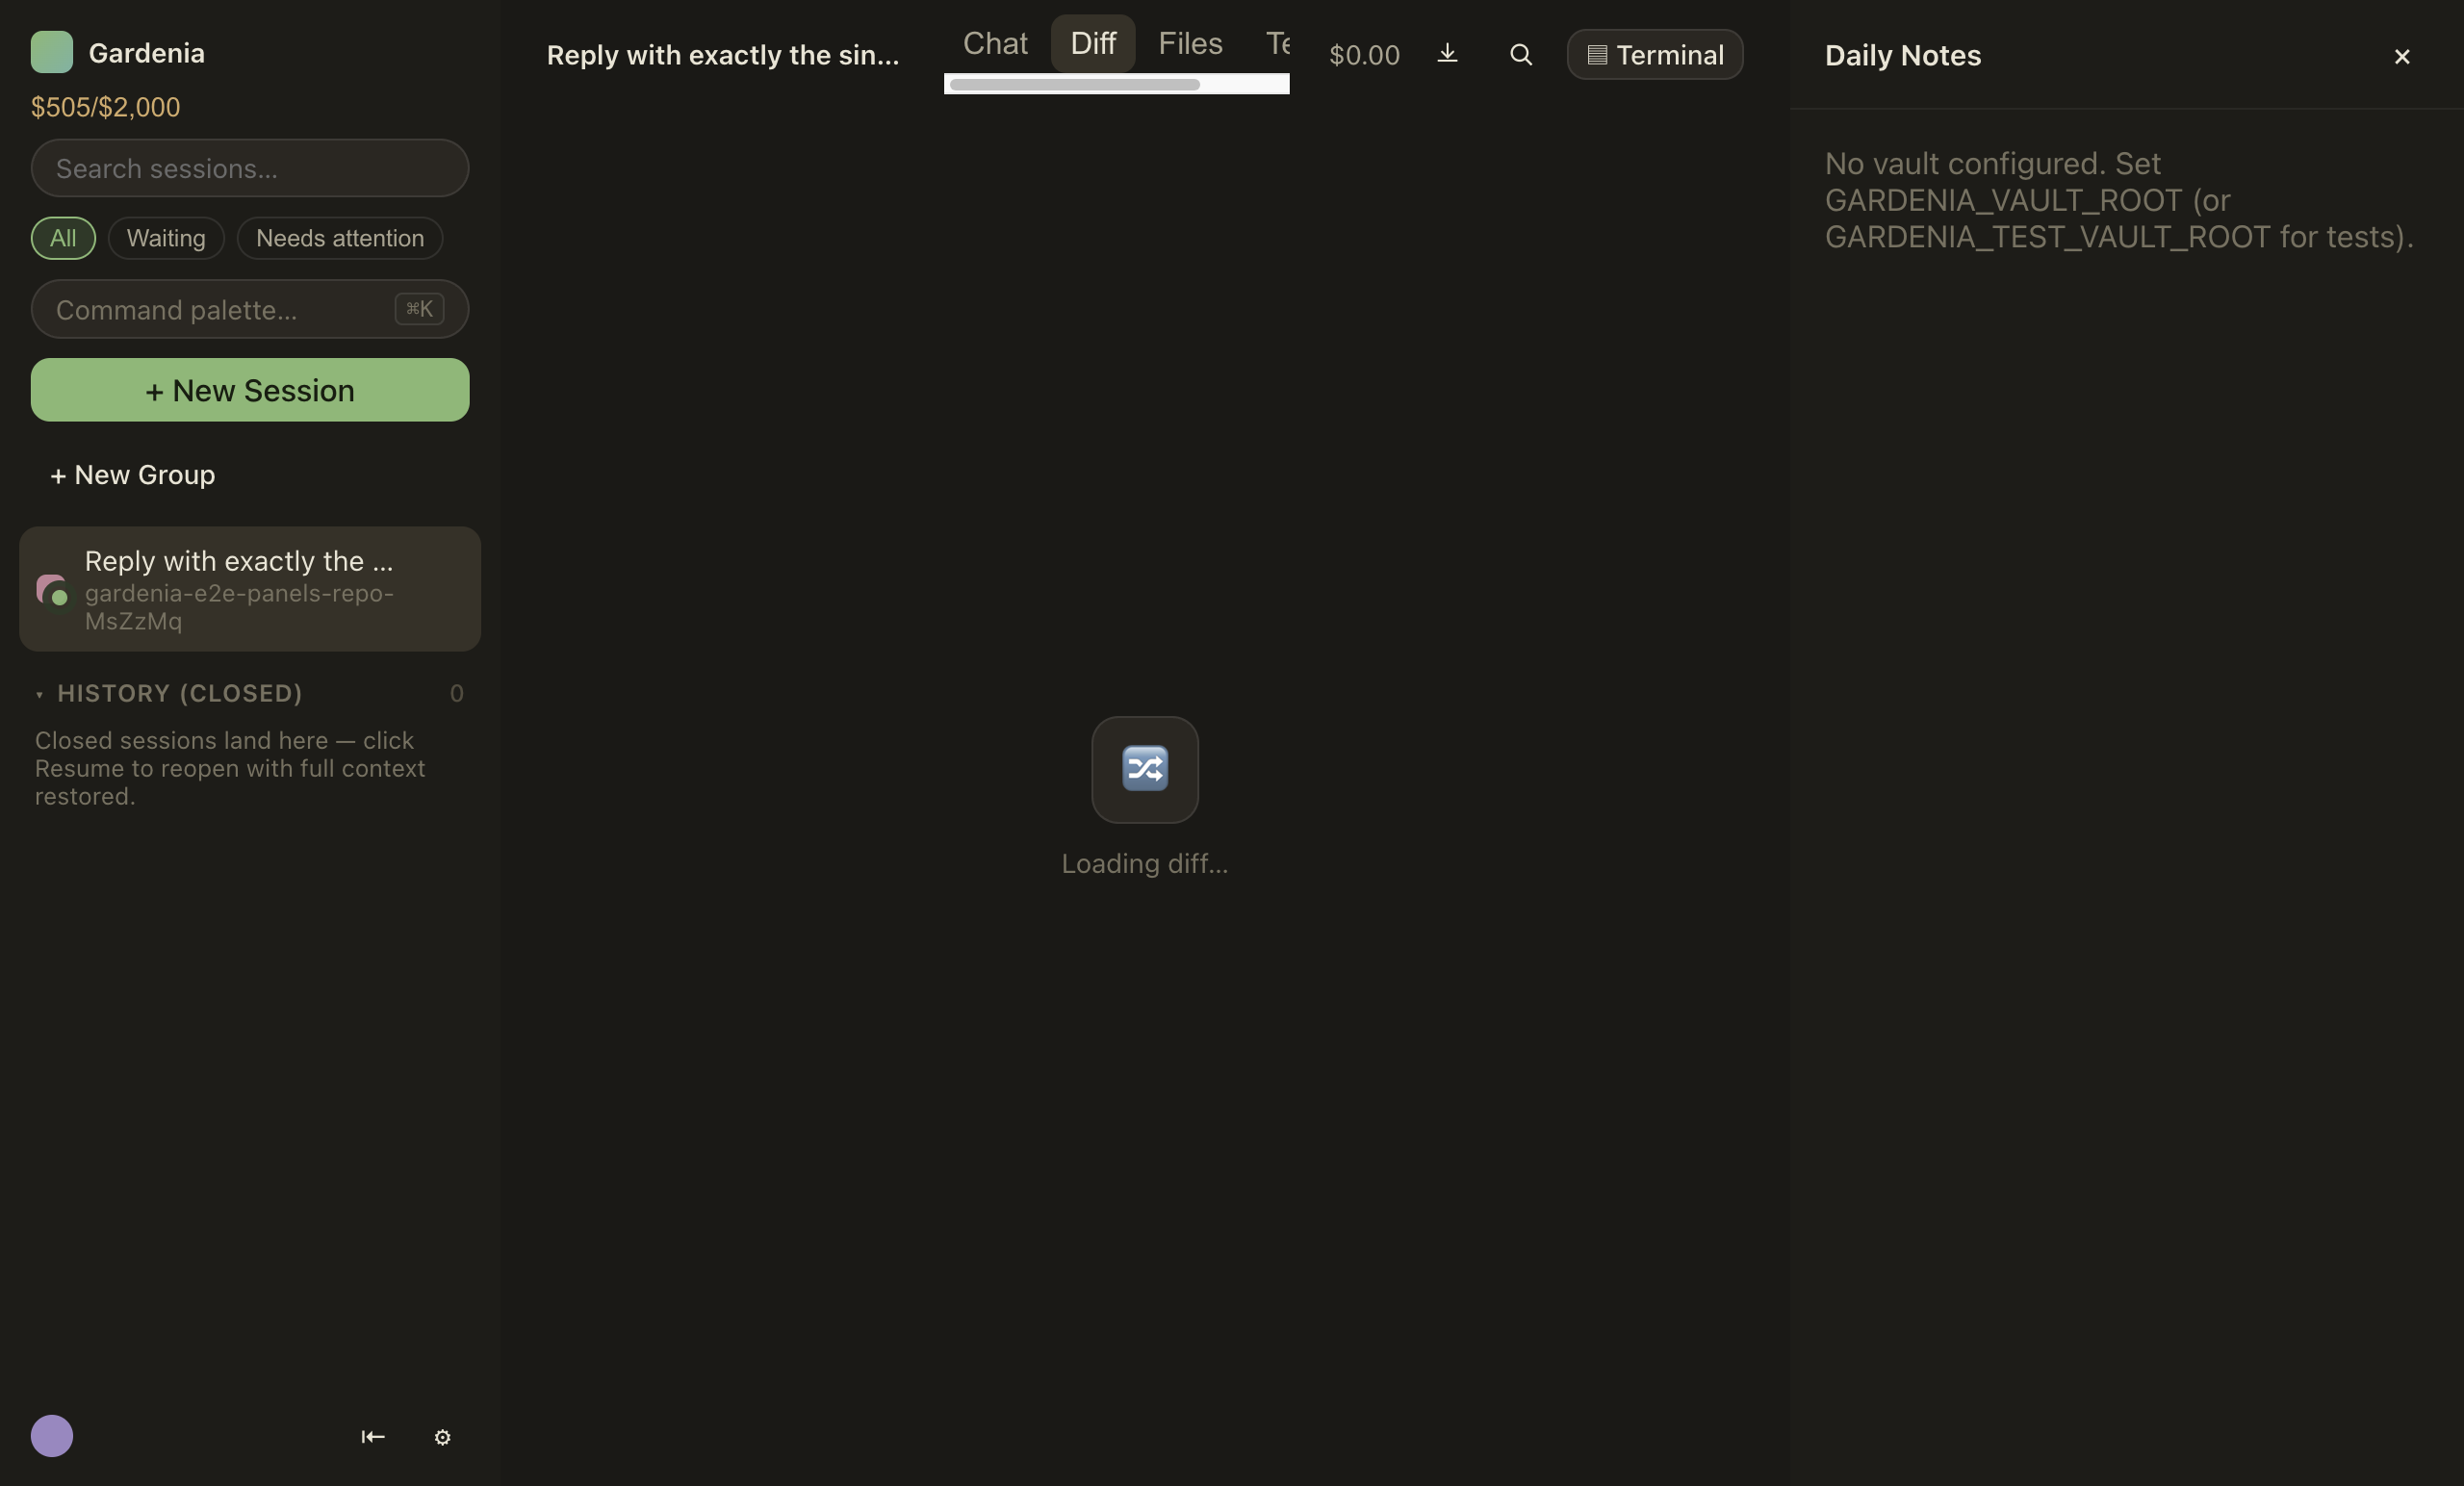 Gardenia
$505/$2,000
Search sessions...
All
Waiting
Needs attention
Command palette...
⌘K
+ New Session
+ New Group
Reply with exactly the ...
gardenia-e2e-panels-repo-
MsZzMq
HISTORY (CLOSED)
0
Closed sessions land here — click
Resume to reopen with full context
restored.
Reply with exactly the sin...
Chat
Diff
Files
$0.00
Terminal
Loading diff...
Daily Notes
No vault configured. Set
GARDENIA_VAULT_ROOT (or
GARDENIA_TEST_VAULT_ROOT for tests).